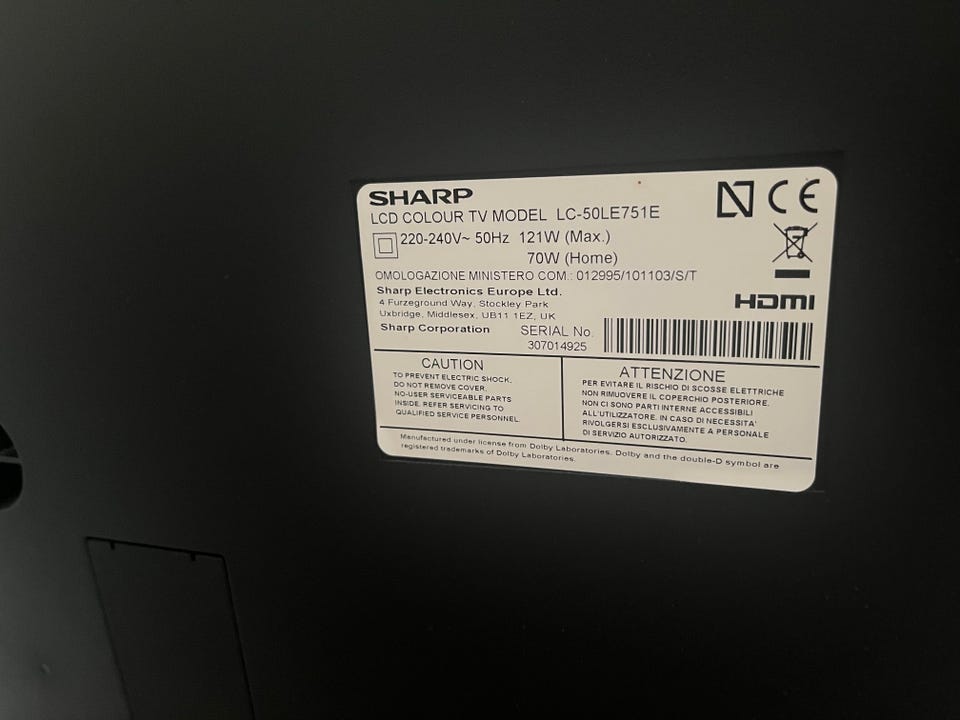 SHARP
LCD COLOUR TV MODEL LC-50LE751E
220-240V~ 50Hz 121W (Max.)
70W (Home)
OMOLOGAZIONE MINISTERO COM.: 012995/101103/S/T
Sharp Electronics Europe Ltd.
4 Furzeground Way, Stockley Park
Uxbridge, Middlesex, UB11 1EZ, UK
Sharp Corporation
SERIAL No.
307014925
CE
HDMI
CAUTION
TO PREVENT ELECTRIC SHOCK,
DO NOT REMOVE COVER.
NO-USER SERVICEABLE PARTS
INSIDE. REFER SERVICING TO
QUALIFIED SERVICE PERSONNEL.
ATTENZIONE
PER EVITARE IL RISCHIO DI SCOSSE ELETTRICHE
NON RIMUOVERE IL COPERCHIO POSTERIORE.
NON CI SONO PARTI INTERNE ACCESSIBILI
ALL'UTILIZZATORE. IN CASO DI NECESSITA'
RIVOLGERSI ESCLUSIVAMENTE A PERSONALE
DI SERVIZIO AUTORIZZATO.
Manufactured under license from Dolby Laboratories. Dolby and the double-D symbol are
registered trademarks of Dolby Laboratories.